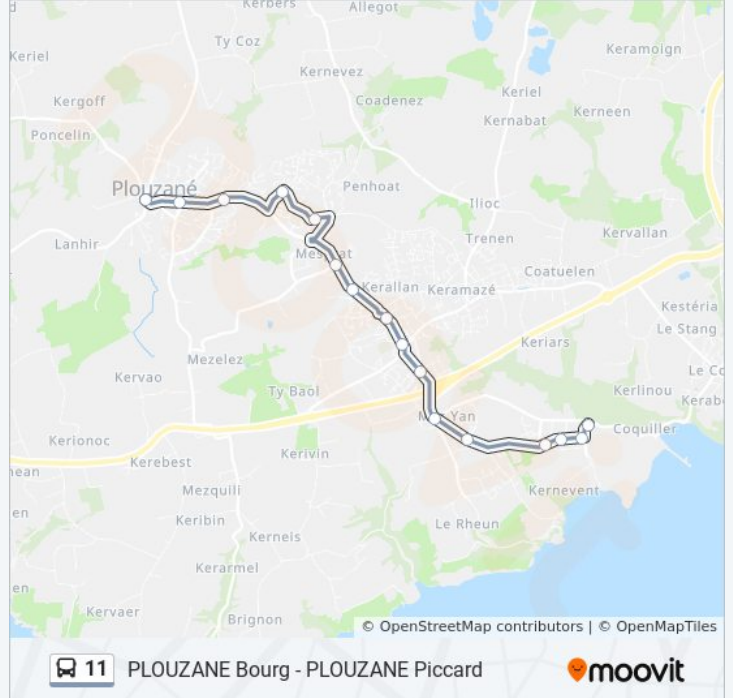 Kerbers
Allegot
Ty Coz
Keramoign
Keriel
Kernevez
Kergoff
Coadenez
Keriel
Kerneen
Kernabat
Poncelin
Plouzané
Penhoat
Ilioc
Lanhir
Trenen
Kervallan
Coatuelen
Kerallan
Keramazé
Kestéria
Le Stang
Keriars
Mezelez
Kervao
Ty Baöl
Kerlinou
Coquiller
Kerionoc
Kerivin
Kerebest
Mezquili
Kernevent
Keribin
Le Rheun
Kerneis
Kerarmel
Kervaer
Brignon
© OpenStreetMap contributors | © OpenMapTiles
11 PLOUZANE Bourg - PLOUZANE Piccard
moovit